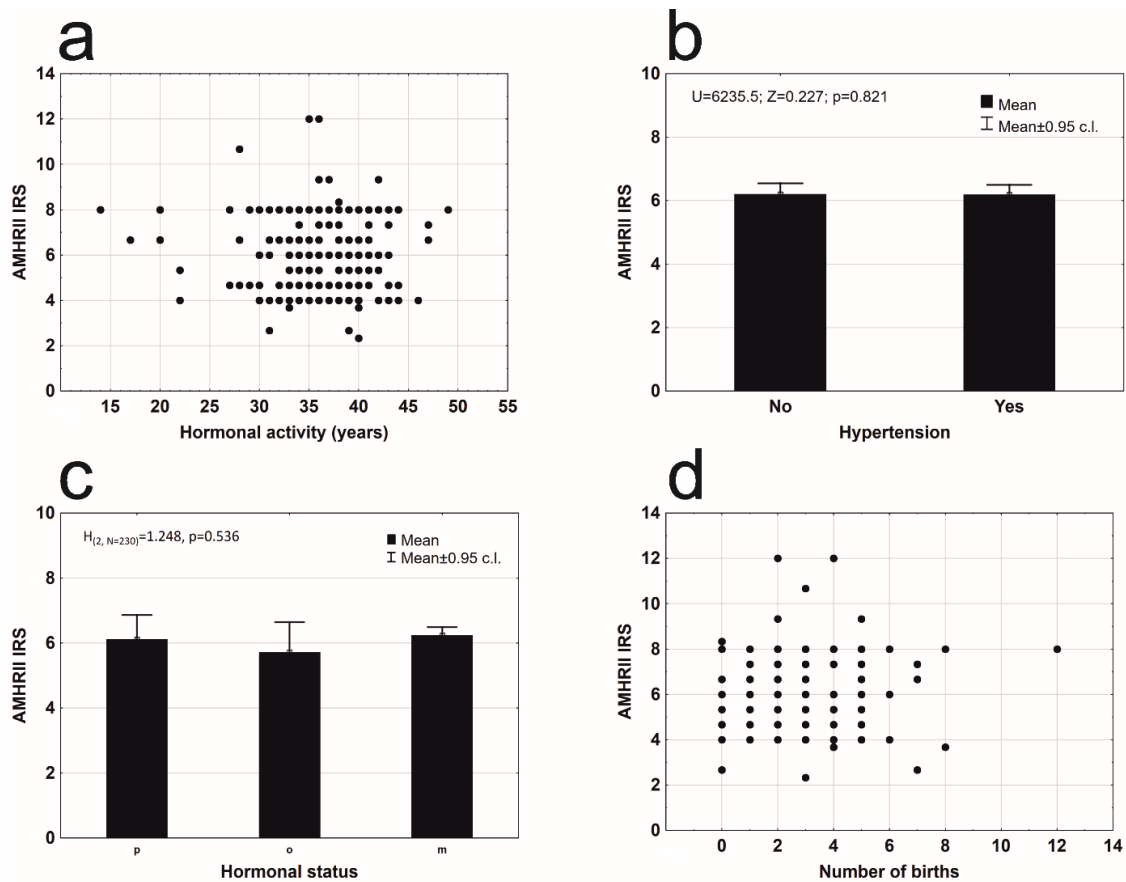 a
14
12
10
8
6
4
2
0
AMHRII IRS
15 20 25 30 35 40 45 50 55
Hormonal activity (years)
b
10
8
6
4
2
0
AMHRII IRS
U=6235.5; Z=0.227; p=0.821
Mean
Mean±0.95 c.l.
No Yes
Hypertension
c
10
8
6
4
2
0
AMHRII IRS
H(2, N=230)=1.248, p=0.536
Mean
Mean±0.95 c.l.
p o m
Hormonal status
d
14
12
10
8
6
4
2
0
AMHRII IRS
0 2 4 6 8 10 12 14
Number of births